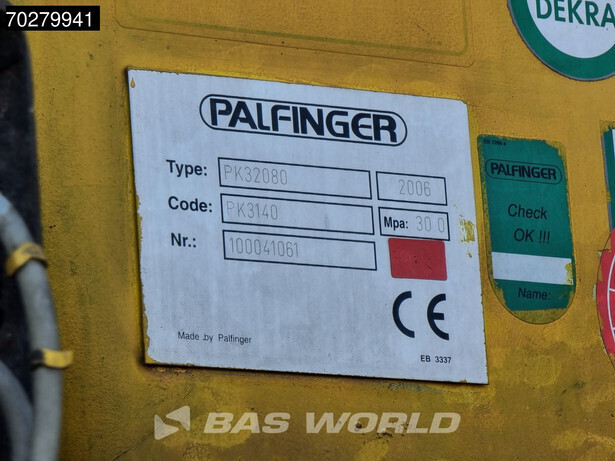 70279941
DEKRA
PALFINGER
Type: PK32080 2006
Code: PK3140 Mpa: 30.0
Nr.: 100041061
CE
Made by Palfinger
EB 3337
PALFINGER
Check
OK !!!
Name:
BAS WORLD